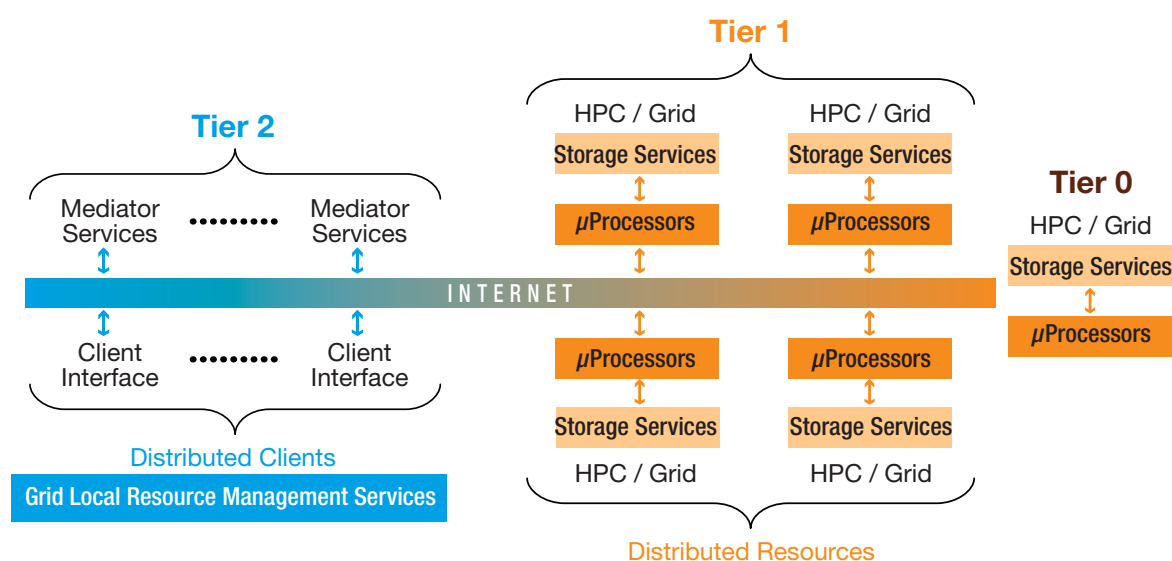 Tier 1
HPC / Grid
HPC / Grid
Storage Services
Storage Services
µProcessors
µProcessors
Tier 2
Mediator
Services
Mediator
Services
Tier 0
HPC / Grid
Storage Services
µProcessors
INTERNET
Client
Interface
Client
Interface
µProcessors
µProcessors
Storage Services
Storage Services
HPC / Grid
HPC / Grid
Distributed Clients
Grid Local Resource Management Services
Distributed Resources